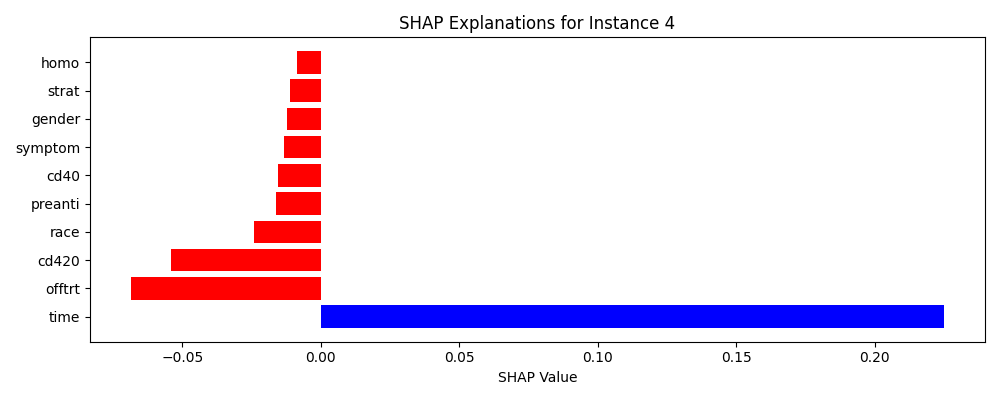 SHAP Explanations for Instance 4
homo
strat
gender
symptom
cd40
preanti
race
cd420
offtrt
time
−0.05 0.00 0.05 0.10 0.15 0.20
SHAP Value